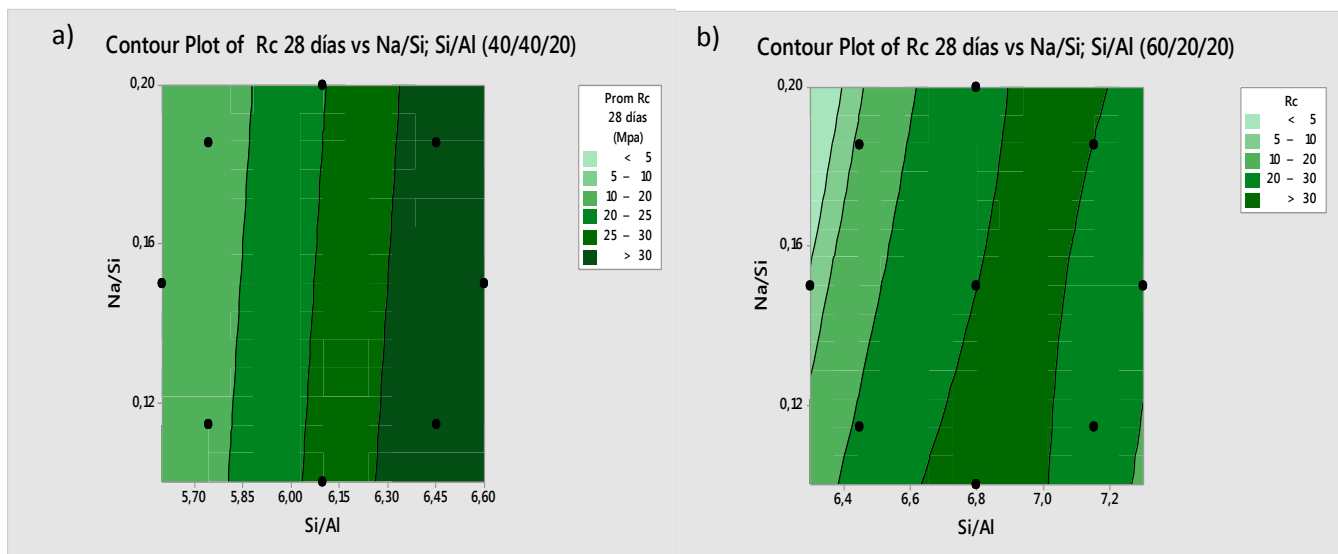 a)
Contour Plot of Rc 28 días vs Na/Si; Si/Al (40/40/20)
0,20
0,16
0,12
Na/Si
5,70 5,85 6,00 6,15 6,30 6,45 6,60
Si/Al
Prom Rc
28 días
(Mpa)
< 5
5 – 10
10 – 20
20 – 25
25 – 30
> 30
b)
Contour Plot of Rc 28 días vs Na/Si; Si/Al (60/20/20)
0,20
0,16
0,12
Na/Si
6,4 6,6 6,8 7,0 7,2
Si/Al
Rc
< 5
5 – 10
10 – 20
20 – 30
> 30